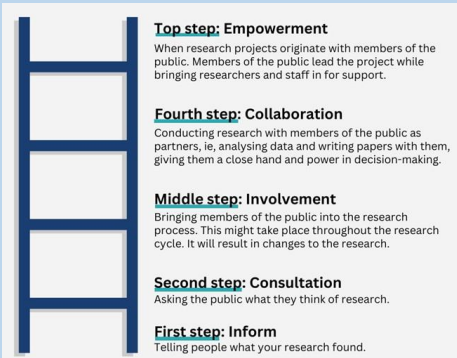 Top step: Empowerment
When research projects originate with members of the
public. Members of the public lead the project while
bringing researchers and staff in for support.
Fourth step: Collaboration
Conducting research with members of the public as
partners, ie, analysing data and writing papers with them,
giving them a close hand and power in decision-making.
Middle step: Involvement
Bringing members of the public into the research
process. This might take place throughout the research
cycle. It will result in changes to the research.
Second step: Consultation
Asking the public what they think of research.
First step: Inform
Telling people what your research found.